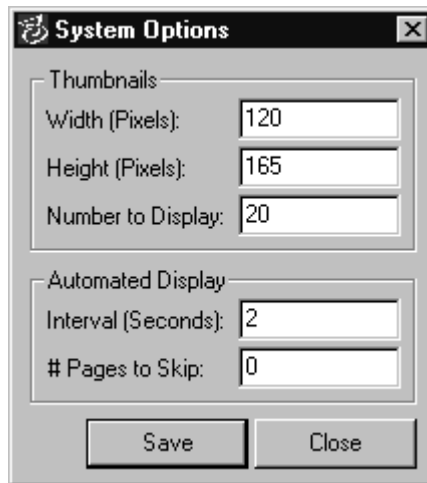 System Options
Thumbnails
Width (Pixels): 120
Height (Pixels): 165
Number to Display: 20
Automated Display
Interval (Seconds): 2
# Pages to Skip: 0
Save Close